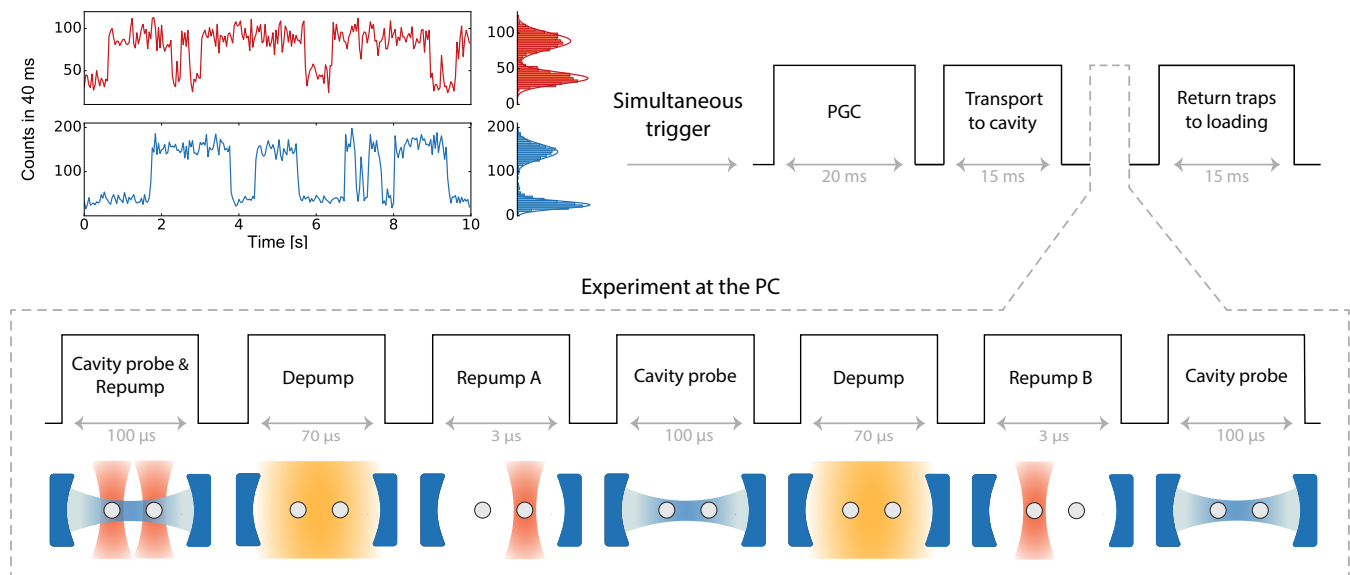 Counts in 40 ms
100
50
0
100
50
0
200
100
0
200
100
0
0 2 4 6 8 10
Time [s]
Simultaneous
trigger
PGC
20 ms
Transport
to cavity
15 ms
Return traps
to loading
15 ms
Experiment at the PC
Cavity probe &
Repump
100 µs
Depump
70 µs
Repump A
3 µs
Cavity probe
100 µs
Depump
70 µs
Repump B
3 µs
Cavity probe
100 µs